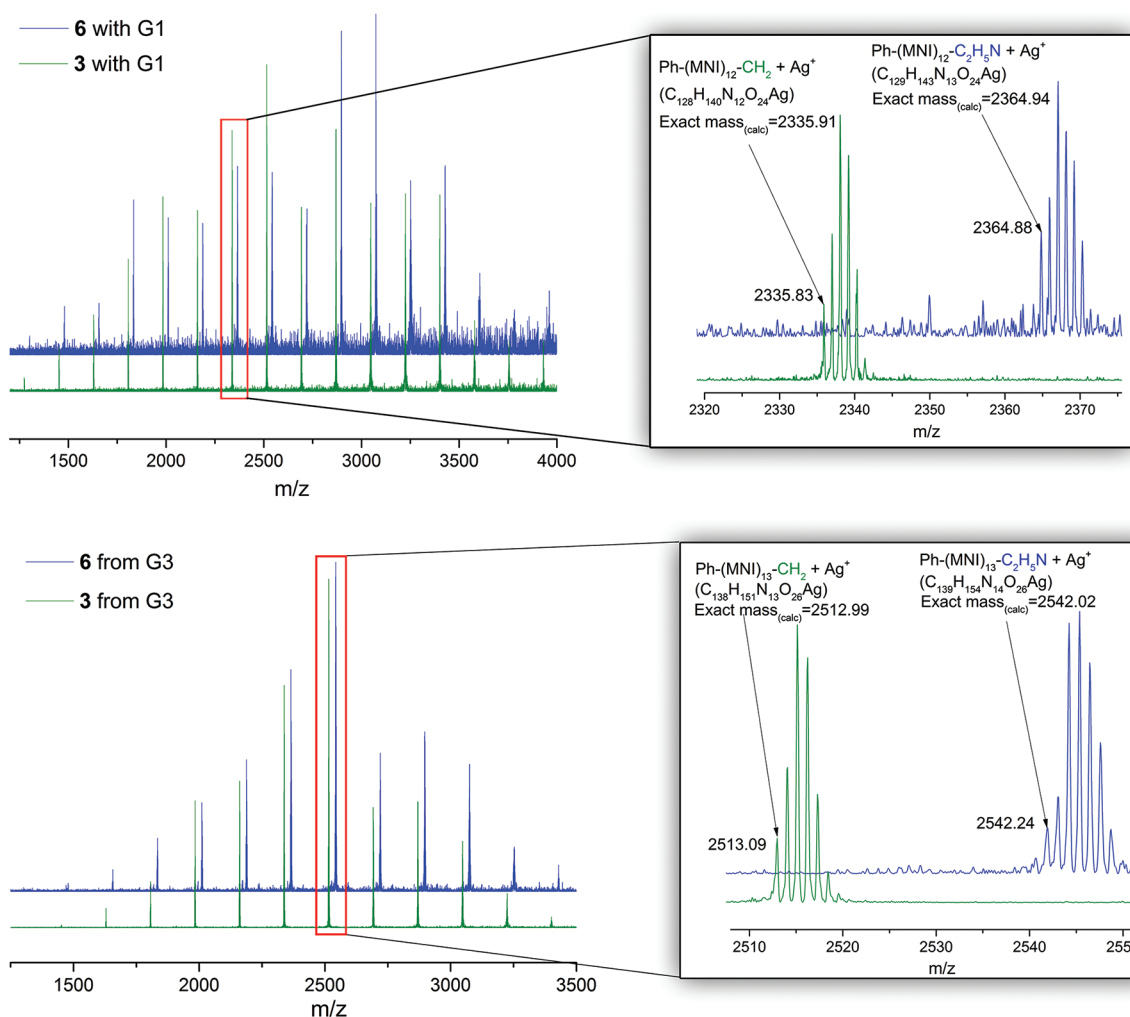 6 with G1
3 with G1
Ph-(MNI)₁₂-CH₂ + Ag⁺
(C₁₂₈H₁₄₀N₁₂O₂₄Ag)
Exact mass₍calc₎=2335.91
Ph-(MNI)₁₂-C₂H₅N + Ag⁺
(C₁₂₉H₁₄₃N₁₃O₂₄Ag)
Exact mass₍calc₎=2364.94
2364.88
2335.83
2320 2330 2340 2350 2360 2370
m/z
1500 2000 2500 3000 3500 4000
m/z
6 from G3
3 from G3
Ph-(MNI)₁₃-CH₂ + Ag⁺
(C₁₃₈H₁₅₁N₁₃O₂₆Ag)
Exact mass₍calc₎=2512.99
Ph-(MNI)₁₃-C₂H₅N + Ag⁺
(C₁₃₉H₁₅₄N₁₄O₂₆Ag)
Exact mass₍calc₎=2542.02
2542.24
2513.09
2510 2520 2530 2540 255
m/z
1500 2000 2500 3000 3500
m/z